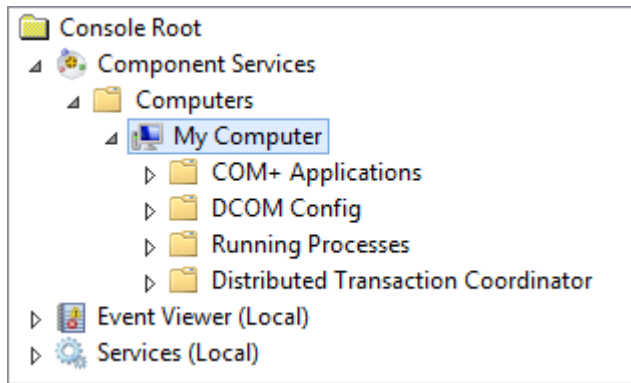 Console Root
Component Services
Computers
My Computer
COM+ Applications
DCOM Config
Running Processes
Distributed Transaction Coordinator
Event Viewer (Local)
Services (Local)